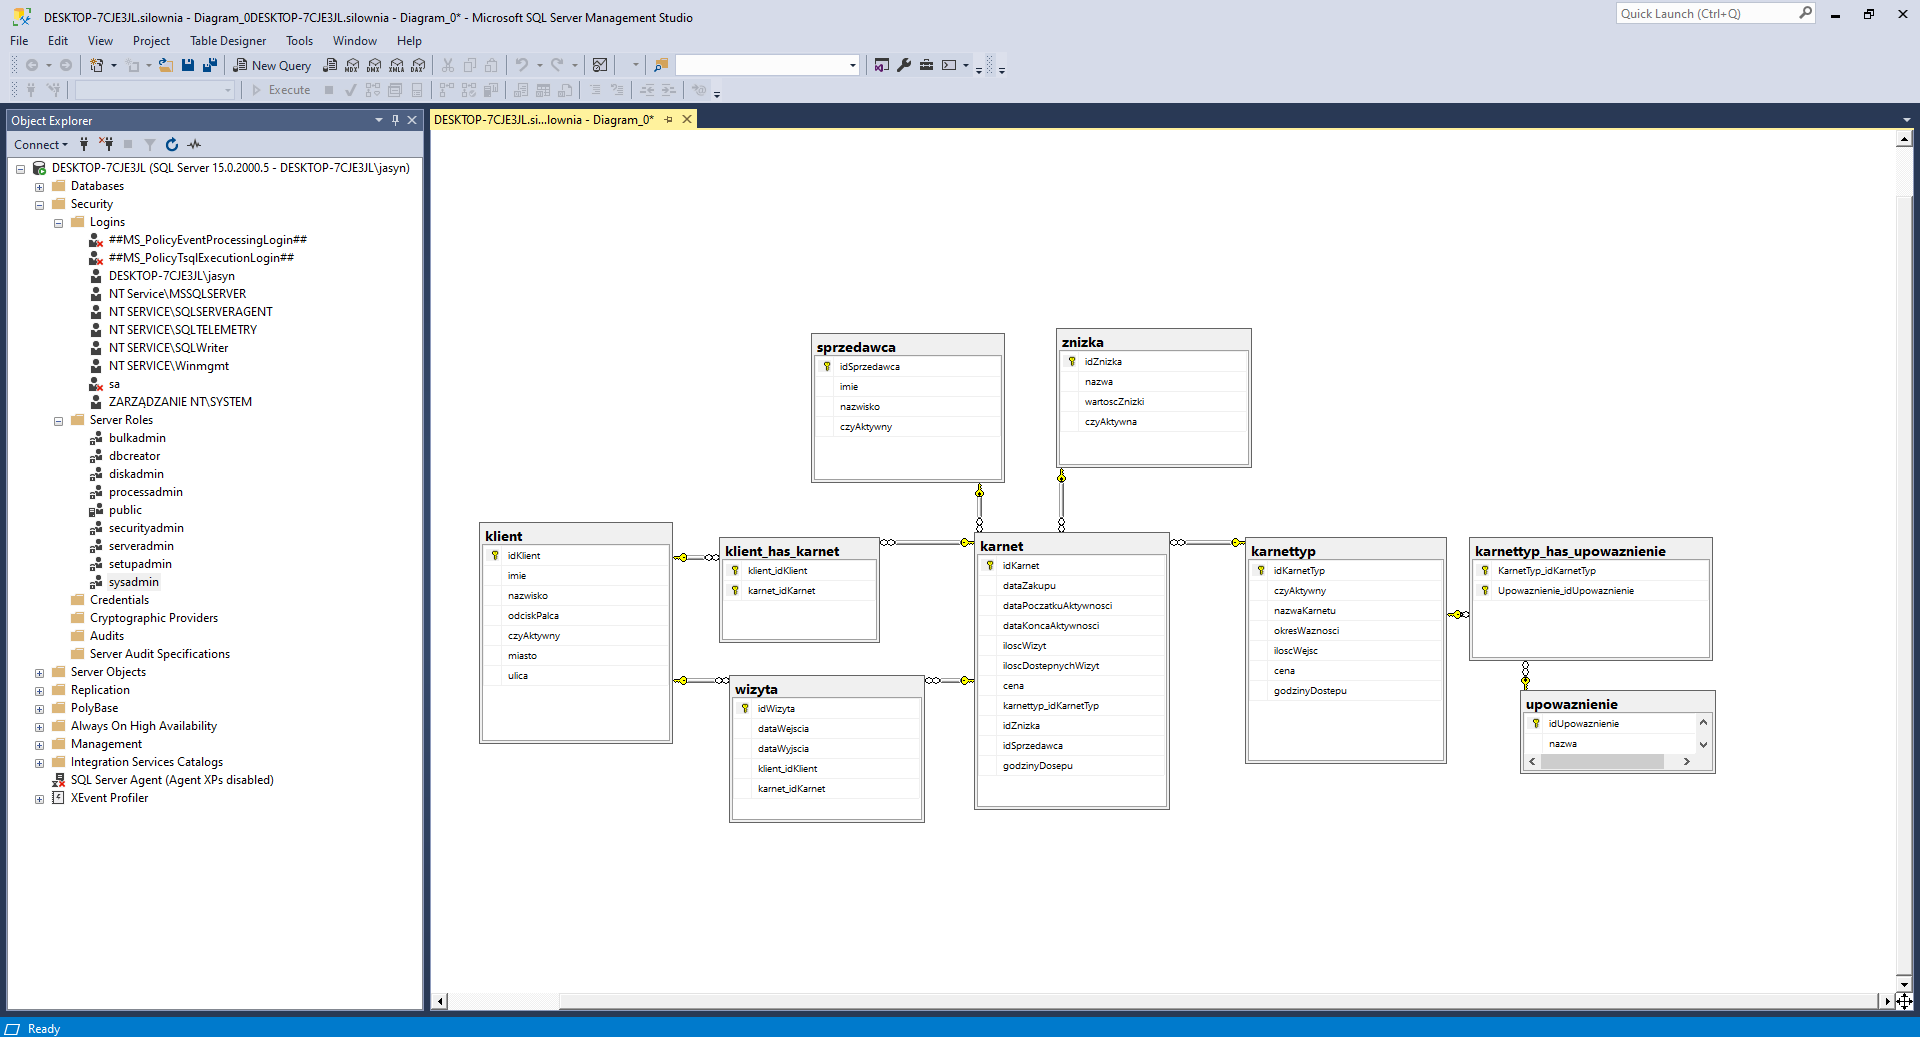 DESKTOP-7CJE3JL.silownia - Diagram_0DESKTOP-7CJE3JL.silownia - Diagram_0* - Microsoft SQL Server Management Studio
Quick Launch (Ctrl+Q)
File Edit View Project Table Designer Tools Window Help
New Query
MDX DMX XMLA DAX
Execute
Object Explorer
DESKTOP-7CJE3JL.si...lownia - Diagram_0*
Connect
DESKTOP-7CJE3JL (SQL Server 15.0.2000.5 - DESKTOP-7CJE3JL\jasyn)
Databases
Security
Logins
##MS_PolicyEventProcessingLogin##
##MS_PolicyTsqlExecutionLogin##
DESKTOP-7CJE3JL\jasyn
NT Service\MSSQLSERVER
NT SERVICE\SQLSERVERAGENT
NT SERVICE\SQLTELEMETRY
NT SERVICE\SQLWriter
NT SERVICE\Winmgmt
sa
ZARZĄDZANIE NT\SYSTEM
Server Roles
bulkadmin
dbcreator
diskadmin
processadmin
public
securityadmin
serveradmin
setupadmin
sysadmin
Credentials
Cryptographic Providers
Audits
Server Audit Specifications
Server Objects
Replication
PolyBase
Always On High Availability
Management
Integration Services Catalogs
SQL Server Agent (Agent XPs disabled)
XEvent Profiler
sprzedawca
idSprzedawca
imie
nazwisko
czyAktywny
znizka
idZnizka
nazwa
wartoscZnizki
czyAktywna
klient
idKlient
imie
nazwisko
odciskPalca
czyAktywny
miasto
ulica
klient_has_karnet
klient_idKlient
karnet_idKarnet
wizyta
idWizyta
dataWejscia
dataWyjscia
klient_idKlient
karnet_idKarnet
karnet
idKarnet
dataZakupu
dataPoczatkuAktywnosci
dataKoncaAktywnosci
iloscWizyt
iloscDostepnychWizyt
cena
karnettyp_idKarnetTyp
idZnizka
idSprzedawca
godzinyDosepu
karnettyp
idKarnetTyp
czyAktywny
nazwaKarnetu
okresWaznosci
iloscWejsc
cena
godzinyDostepu
karnettyp_has_upowaznienie
KarnetTyp_idKarnetTyp
Upowaznienie_idUpowaznienie
upowaznienie
idUpowaznienie
nazwa
Ready